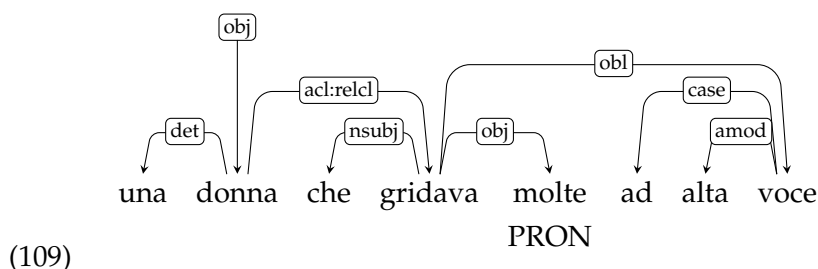 obj
obl
acl:relcl
case
det
nsubj
obj
amod
una donna che gridava molte ad alta voce
PRON
(109)